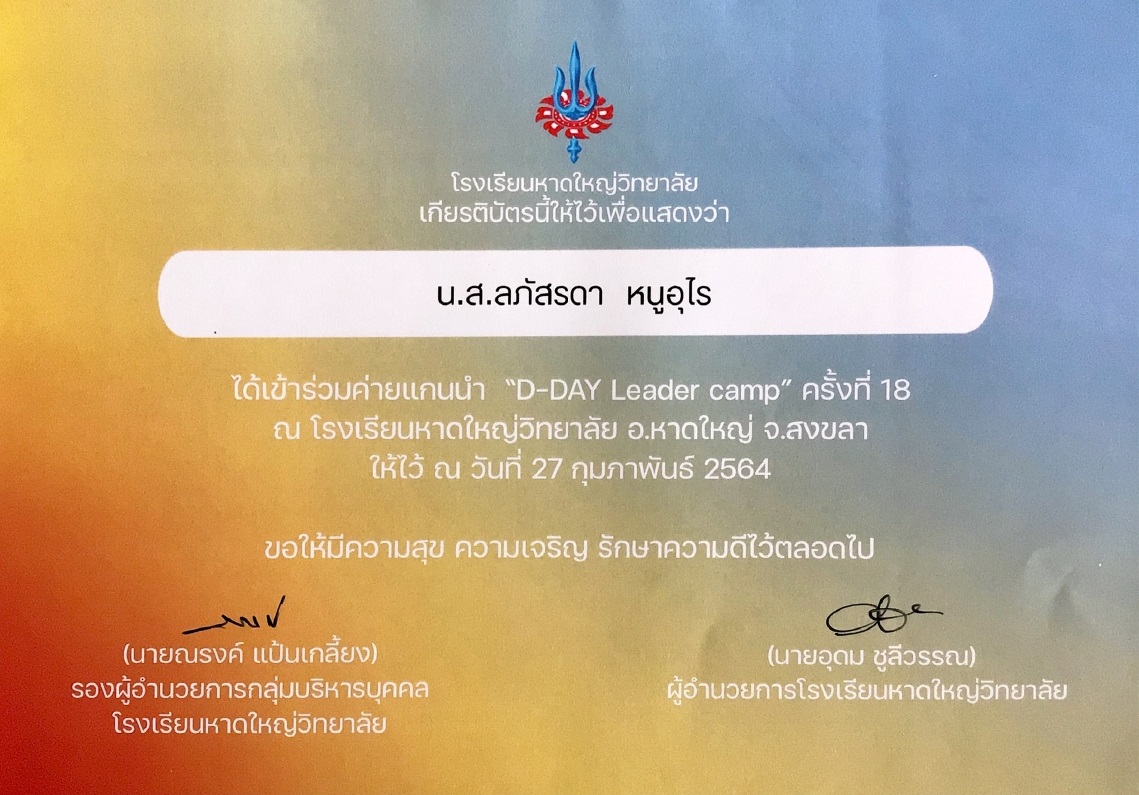 โรงเรียนหาดใหญ่วิทยาลัย
เกียรติบัตรนี้ให้ไว้เพื่อแสดงว่า
น.ส.ลภัสรดา หนูอุไร
ได้เข้าร่วมค่ายแกนนำ “D-DAY Leader camp” ครั้งที่ 18
ณ โรงเรียนหาดใหญ่วิทยาลัย อ.หาดใหญ่ จ.สงขลา
ให้ไว้ ณ วันที่ 27 กุมภาพันธ์ 2564
ขอให้มีความสุข ความเจริญ รักษาความดีไว้ตลอดไป
(นายณรงค์ แป้นเกลี้ยง)
รองผู้อำนวยการกลุ่มบริหารบุคคล
โรงเรียนหาดใหญ่วิทยาลัย
(นายอุดม ชูลีวรรณ)
ผู้อำนวยการโรงเรียนหาดใหญ่วิทยาลัย